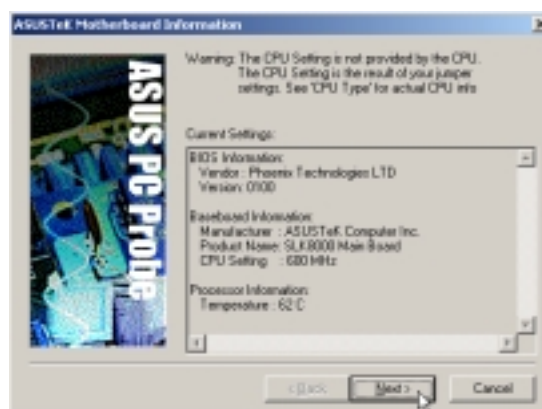 ASUSTeK Motherboard Information
ASUS PC Probe
Warning: The CPU Setting is not provided by the CPU.
The CPU Setting is the result of your jumper
settings. See 'CPU Type' for actual CPU info
Current Settings:
BIOS Information:
Vendor : Phoenix Technologies LTD
Version: 0100
Baseboard Information:
Manufacturer : ASUSTeK Computer Inc.
Product Name: SLK8000 Main Board
CPU Setting : 600 MHz
Processor Information:
Temperature : 62 C
< Back
Next >
Cancel